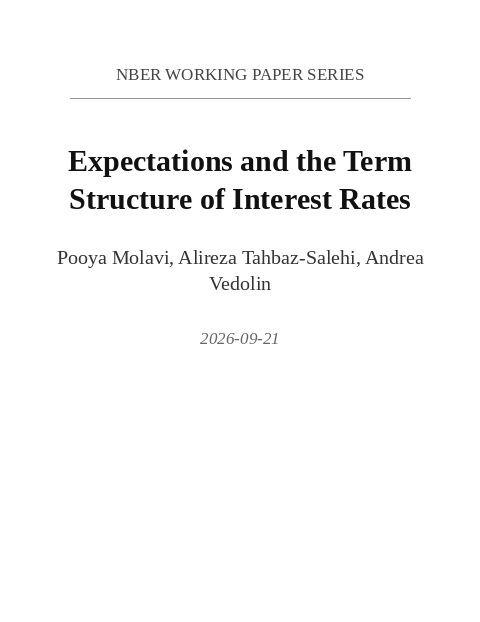 NBER WORKING PAPER SERIES
Expectations and the Term
Structure of Interest Rates
Pooya Molavi, Alireza Tahbaz-Salehi, Andrea
Vedolin
2026-09-21